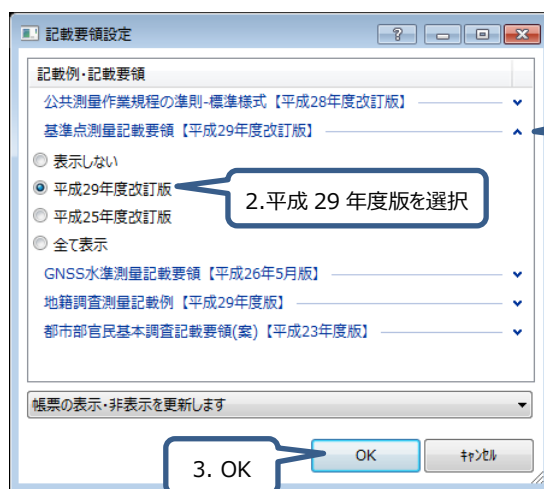 記載要領設定
記載例・記載要領
公共測量作業規程の準則-標準様式【平成28年度改訂版】
基準点測量記載要領【平成29年度改訂版】
表示しない
平成29年度改訂版
2.平成 29 年度版を選択
平成25年度改訂版
全て表示
GNSS水準測量記載要領【平成26年5月版】
地籍調査測量記載例【平成29年度版】
都市部官民基本調査記載要領(案)【平成23年度版】
帳票の表示・非表示を更新します
3. OK
OK
ｷｬﾝｾﾙ